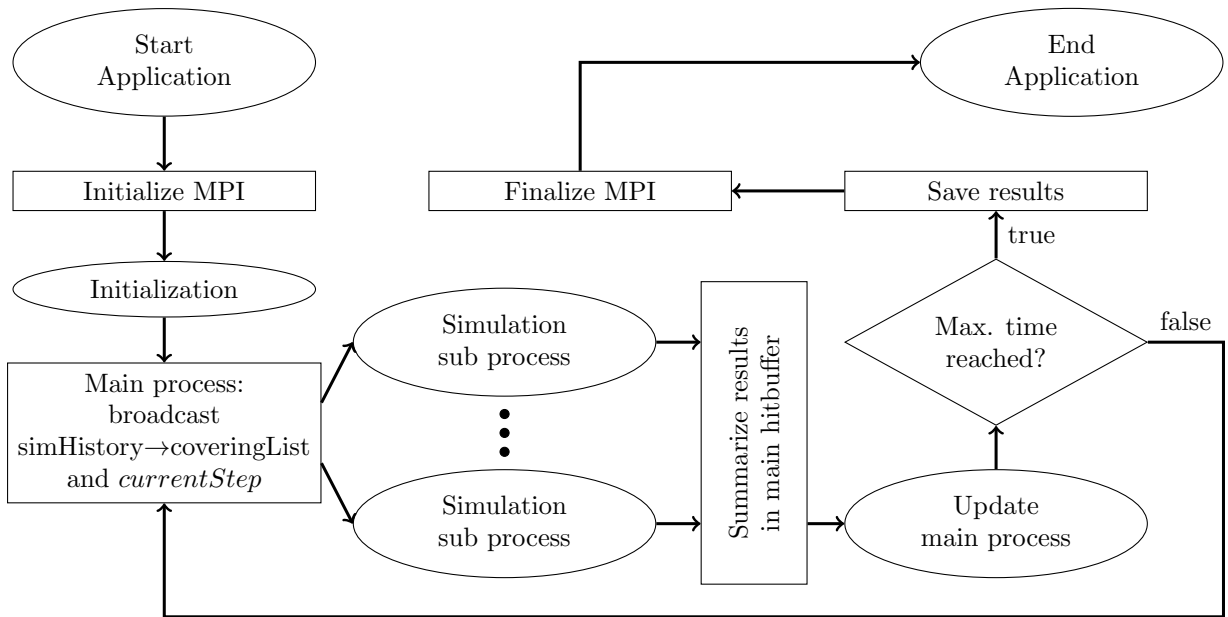 Start
Application
End
Application
Initialize MPI
Finalize MPI
Save results
true
Initialization
Max. time
reached?
false
Main process:
broadcast
simHistory→coveringList
and currentStep
Simulation
sub process
Simulation
sub process
Summarize results
in main hitbuffer
Update
main process